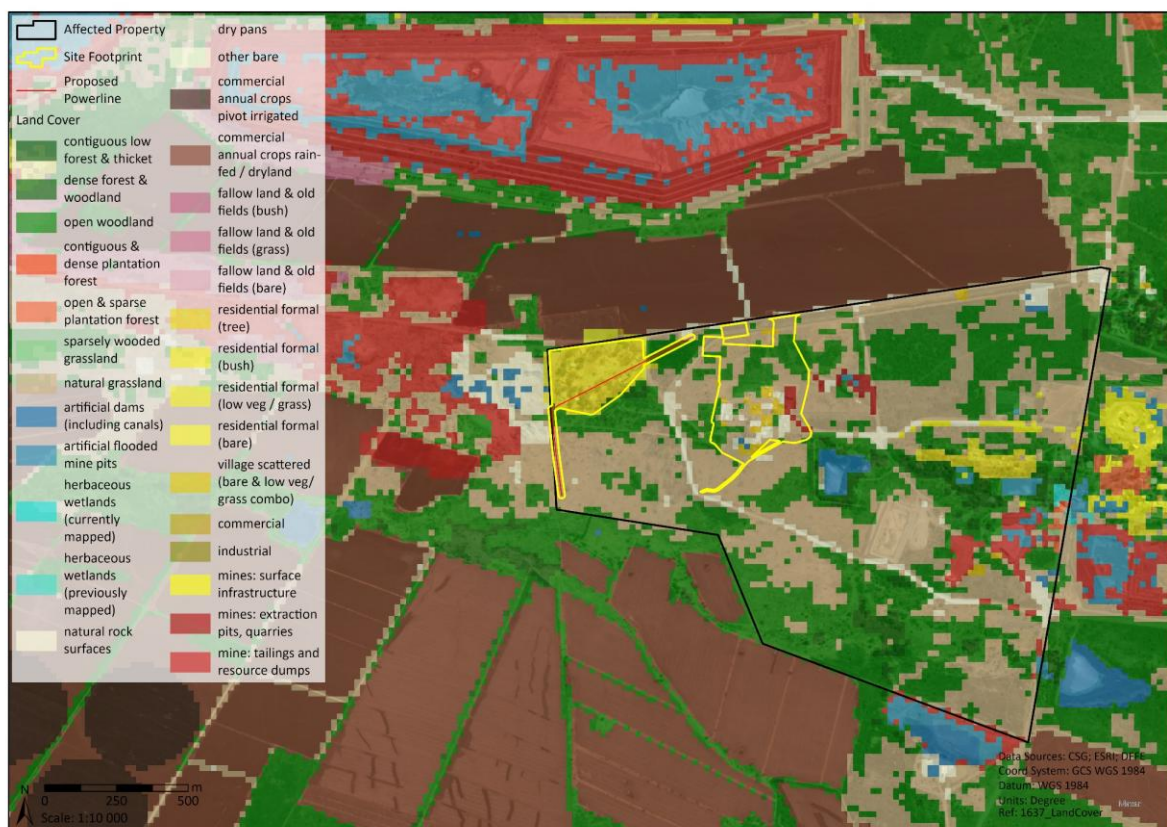 Affected Property
Site Footprint
Proposed
Powerline
Land Cover
contiguous low
forest & thicket
dense forest &
woodland
open woodland
contiguous &
dense plantation
forest
open & sparse
plantation forest
sparsely wooded
grassland
natural grassland
artificial dams
(including canals)
artificial flooded
mine pits
herbaceous
wetlands
(currently
mapped)
herbaceous
wetlands
(previously
mapped)
natural rock
surfaces
dry pans
other bare
commercial
annual crops
pivot irrigated
commercial
annual crops rain-
fed / dryland
fallow land & old
fields (bush)
fallow land & old
fields (grass)
fallow land & old
fields (bare)
residential formal
(tree)
residential formal
(bush)
residential formal
(low veg / grass)
residential formal
(bare)
village scattered
(bare & low veg/
grass combo)
commercial
industrial
mines: surface
infrastructure
mines: extraction
pits, quarries
mine: tailings and
resource dumps
N
0 250 500 m
Scale: 1:10 000
Data Sources: CSG; ESRI; DFFE
Coord System: GCS WGS 1984
Datum: WGS 1984
Units: Degree
Ref: 1637_LandCover